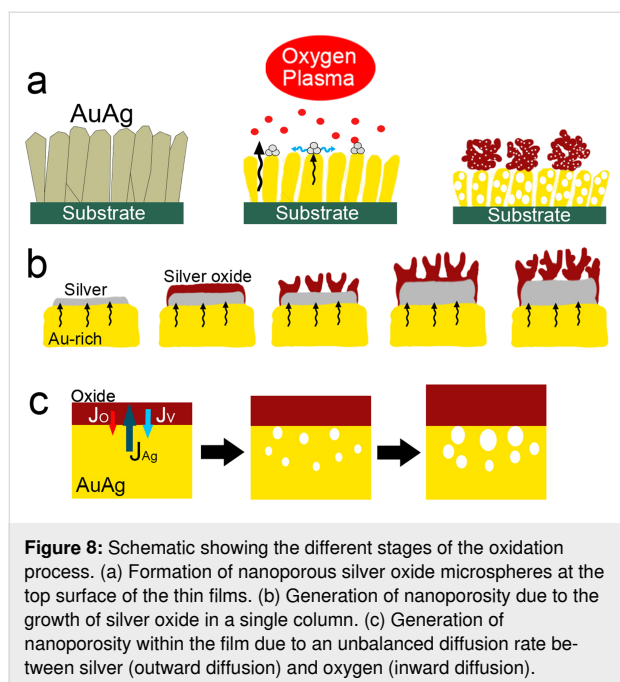 Oxygen
Plasma
a
AuAg
Substrate
Substrate
Substrate
b
Silver
Silver oxide
Au-rich
c
Oxide
JO
JV
JAg
AuAg
Figure 8: Schematic showing the different stages of the oxidation
process. (a) Formation of nanoporous silver oxide microspheres at the
top surface of the thin films. (b) Generation of nanoporosity due to the
growth of silver oxide in a single column. (c) Generation of
nanoporosity within the film due to an unbalanced diffusion rate be-
tween silver (outward diffusion) and oxygen (inward diffusion).